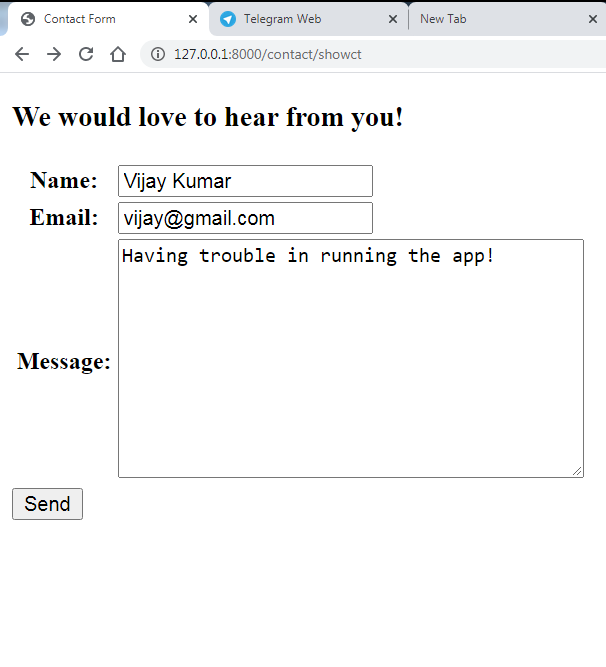 Contact Form
Telegram Web
New Tab
127.0.0.1:8000/contact/showct
We would love to hear from you!
Name: Vijay Kumar
Email: vijay@gmail.com
Having trouble in running the app!
Message:
Send